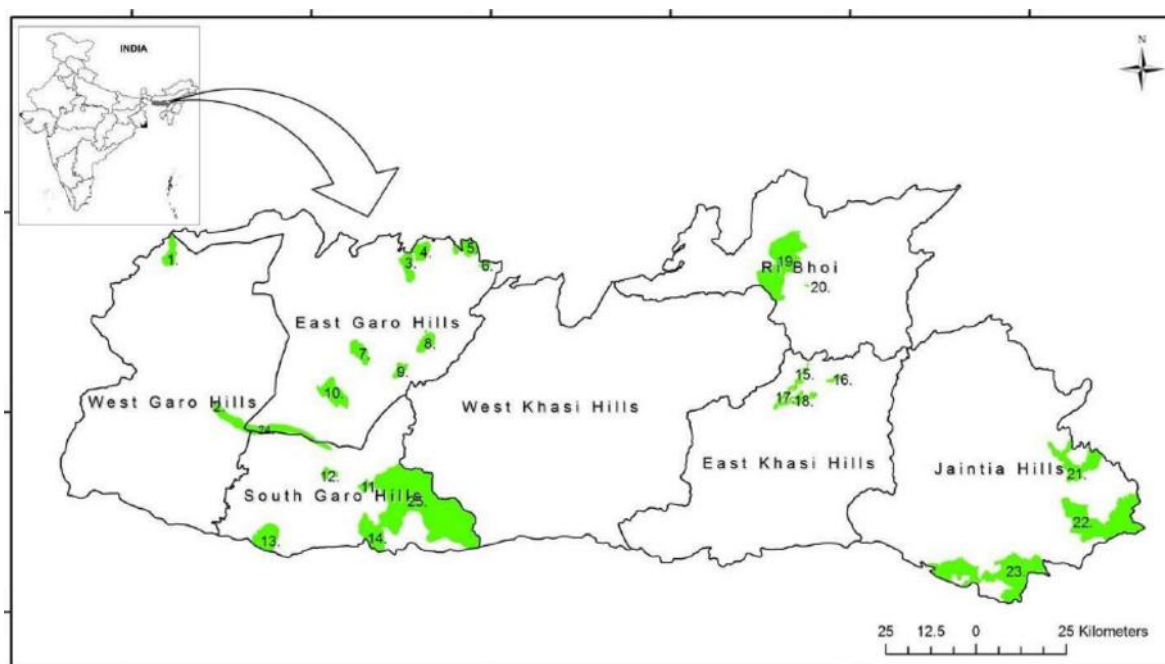 INDIA
N
1.
2.
3.
4.
5.
6.
East Garo Hills
7.
8.
9.
10.
West Garo Hills
24
12.
11.
South Garo Hills
25.
13.
14.
West Khasi Hills
19.
Ri Bhoi
20.
15.
16.
17.
18.
East Khasi Hills
Jaintia Hills
21.
22.
23.
25 12.5 0 25 Kilometers